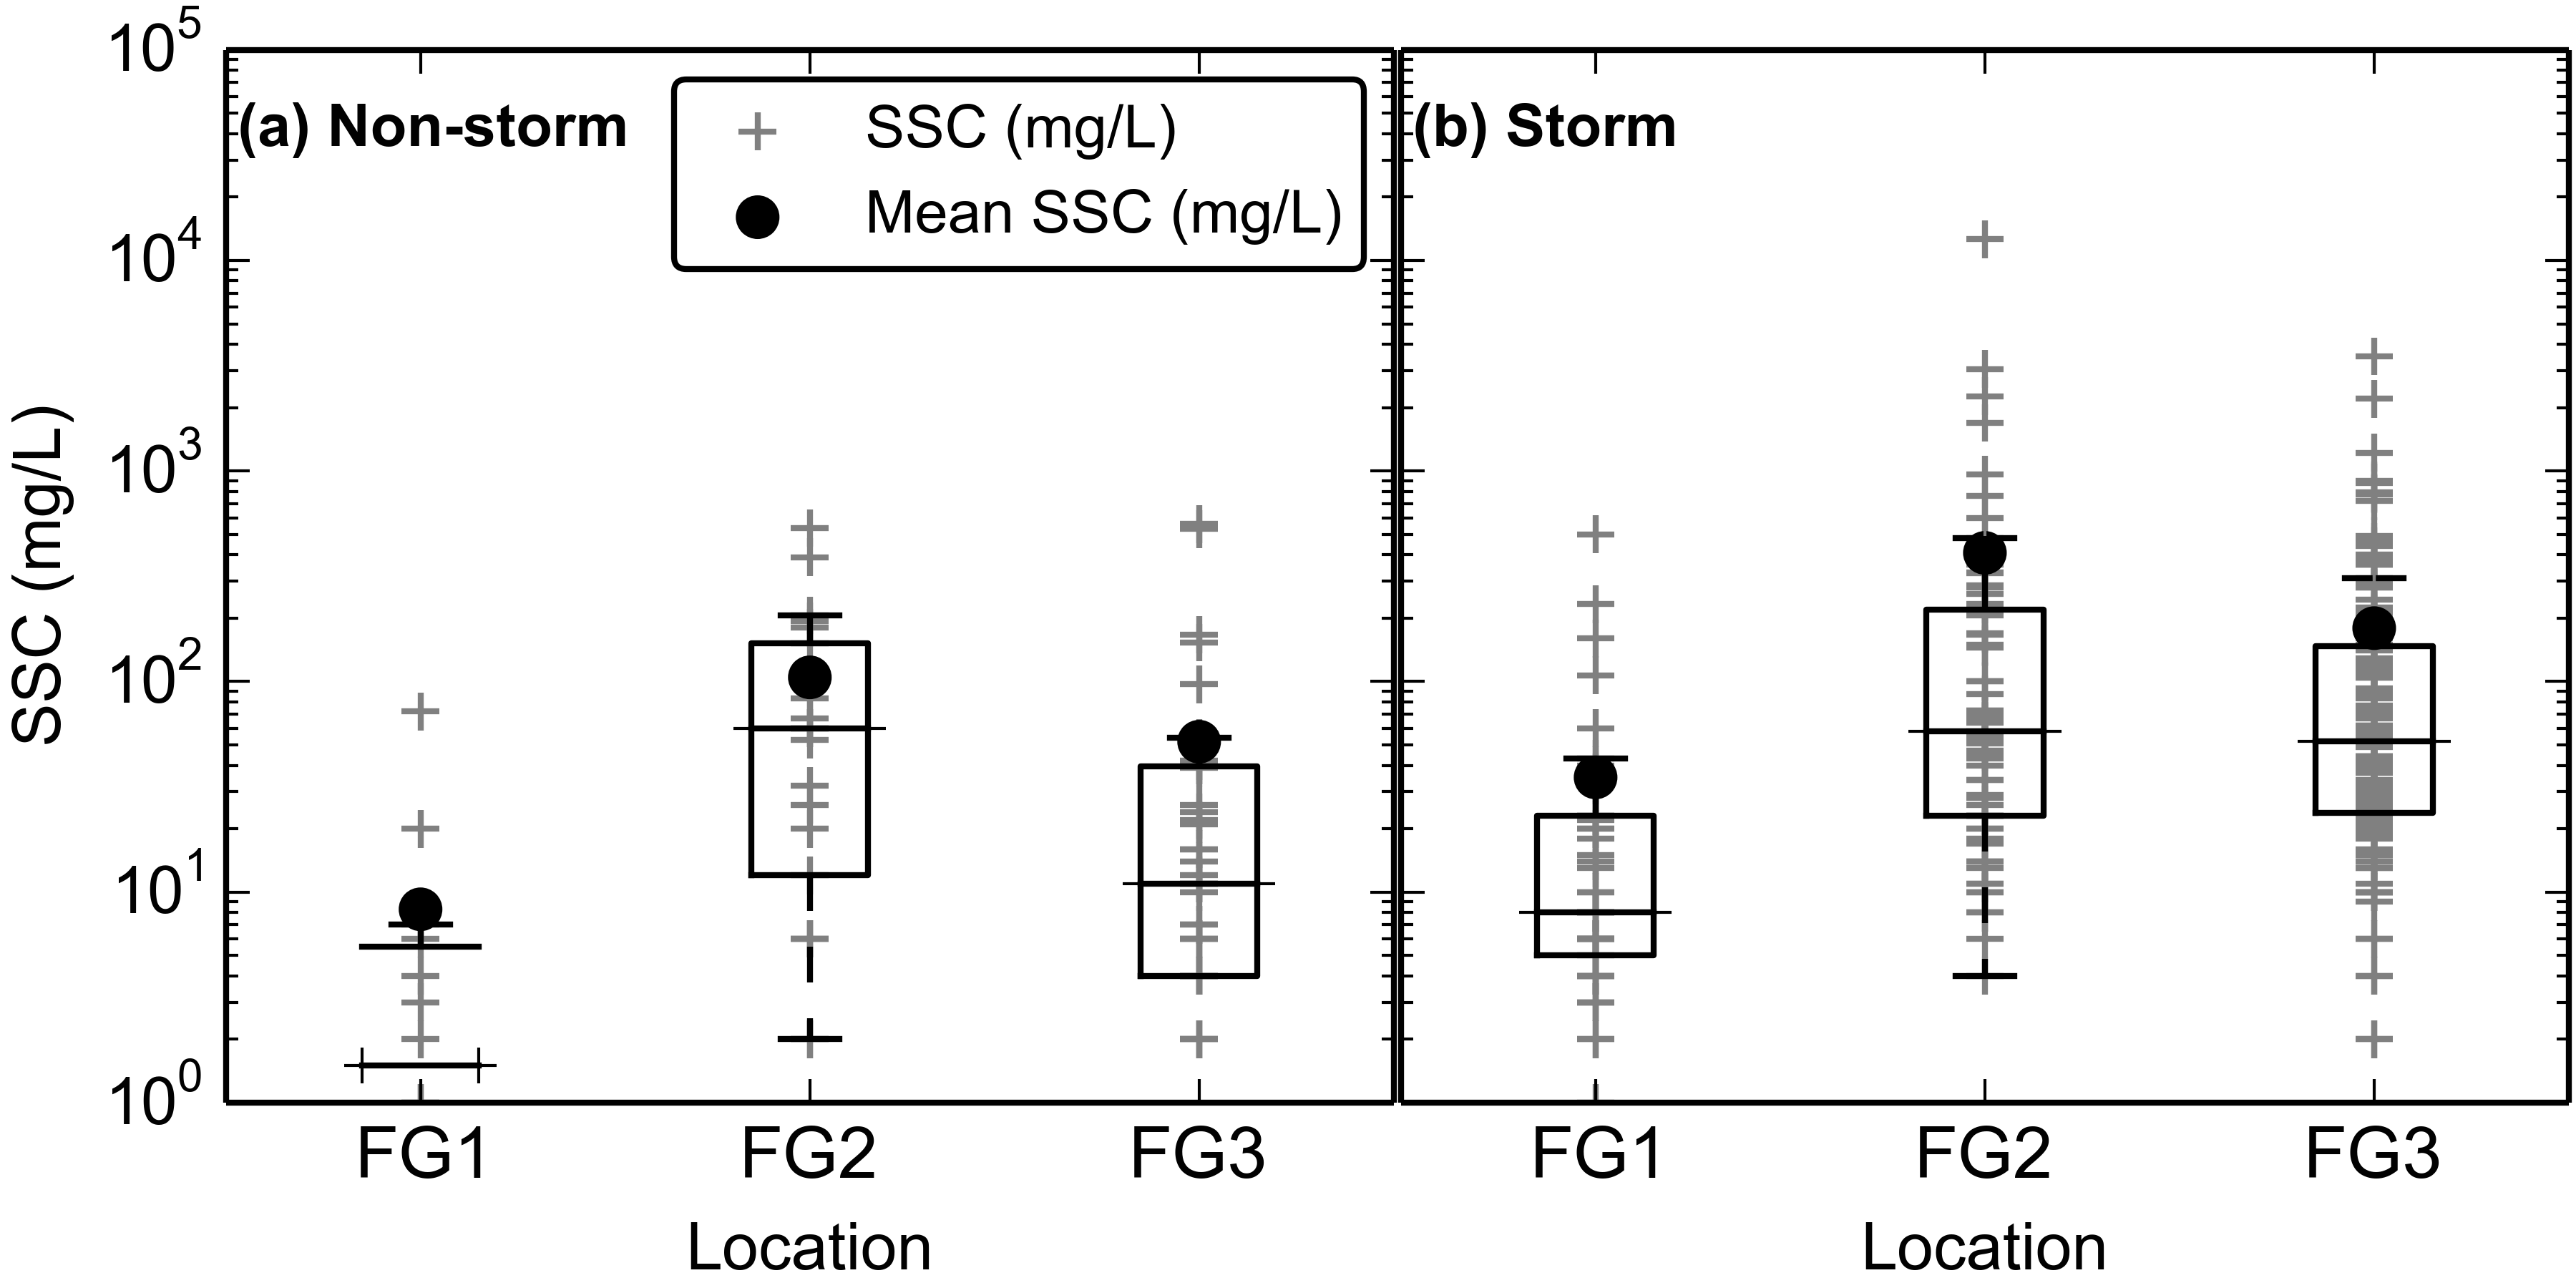 SSC (mg/L)
10^5
10^4
10^3
10^2
10^1
10^0
(a) Non-storm
SSC (mg/L)
Mean SSC (mg/L)
FG1 FG2 FG3
Location
(b) Storm
FG1 FG2 FG3
Location